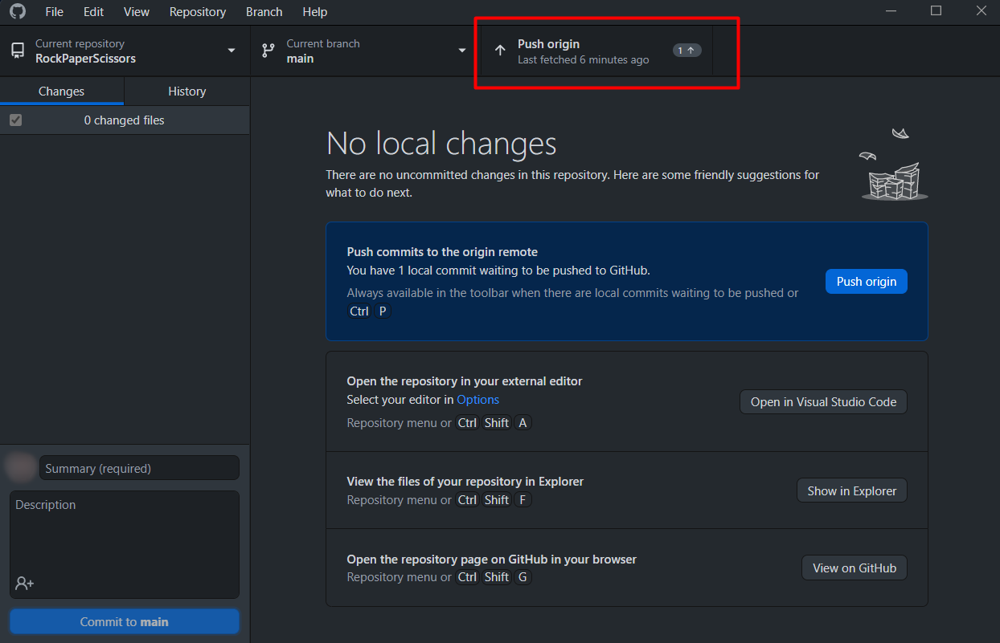 File Edit View Repository Branch Help
Current repository
RockPaperScissors
Current branch
main
Push origin
Last fetched 6 minutes ago
1
Changes
History
0 changed files
No local changes
There are no uncommitted changes in this repository. Here are some friendly suggestions for
what to do next.
Push commits to the origin remote
You have 1 local commit waiting to be pushed to GitHub.
Always available in the toolbar when there are local commits waiting to be pushed or
Ctrl P
Push origin
Open the repository in your external editor
Select your editor in Options
Repository menu or Ctrl Shift A
Open in Visual Studio Code
View the files of your repository in Explorer
Repository menu or Ctrl Shift F
Show in Explorer
Open the repository page on GitHub in your browser
Repository menu or Ctrl Shift G
View on GitHub
Summary (required)
Description
Commit to main